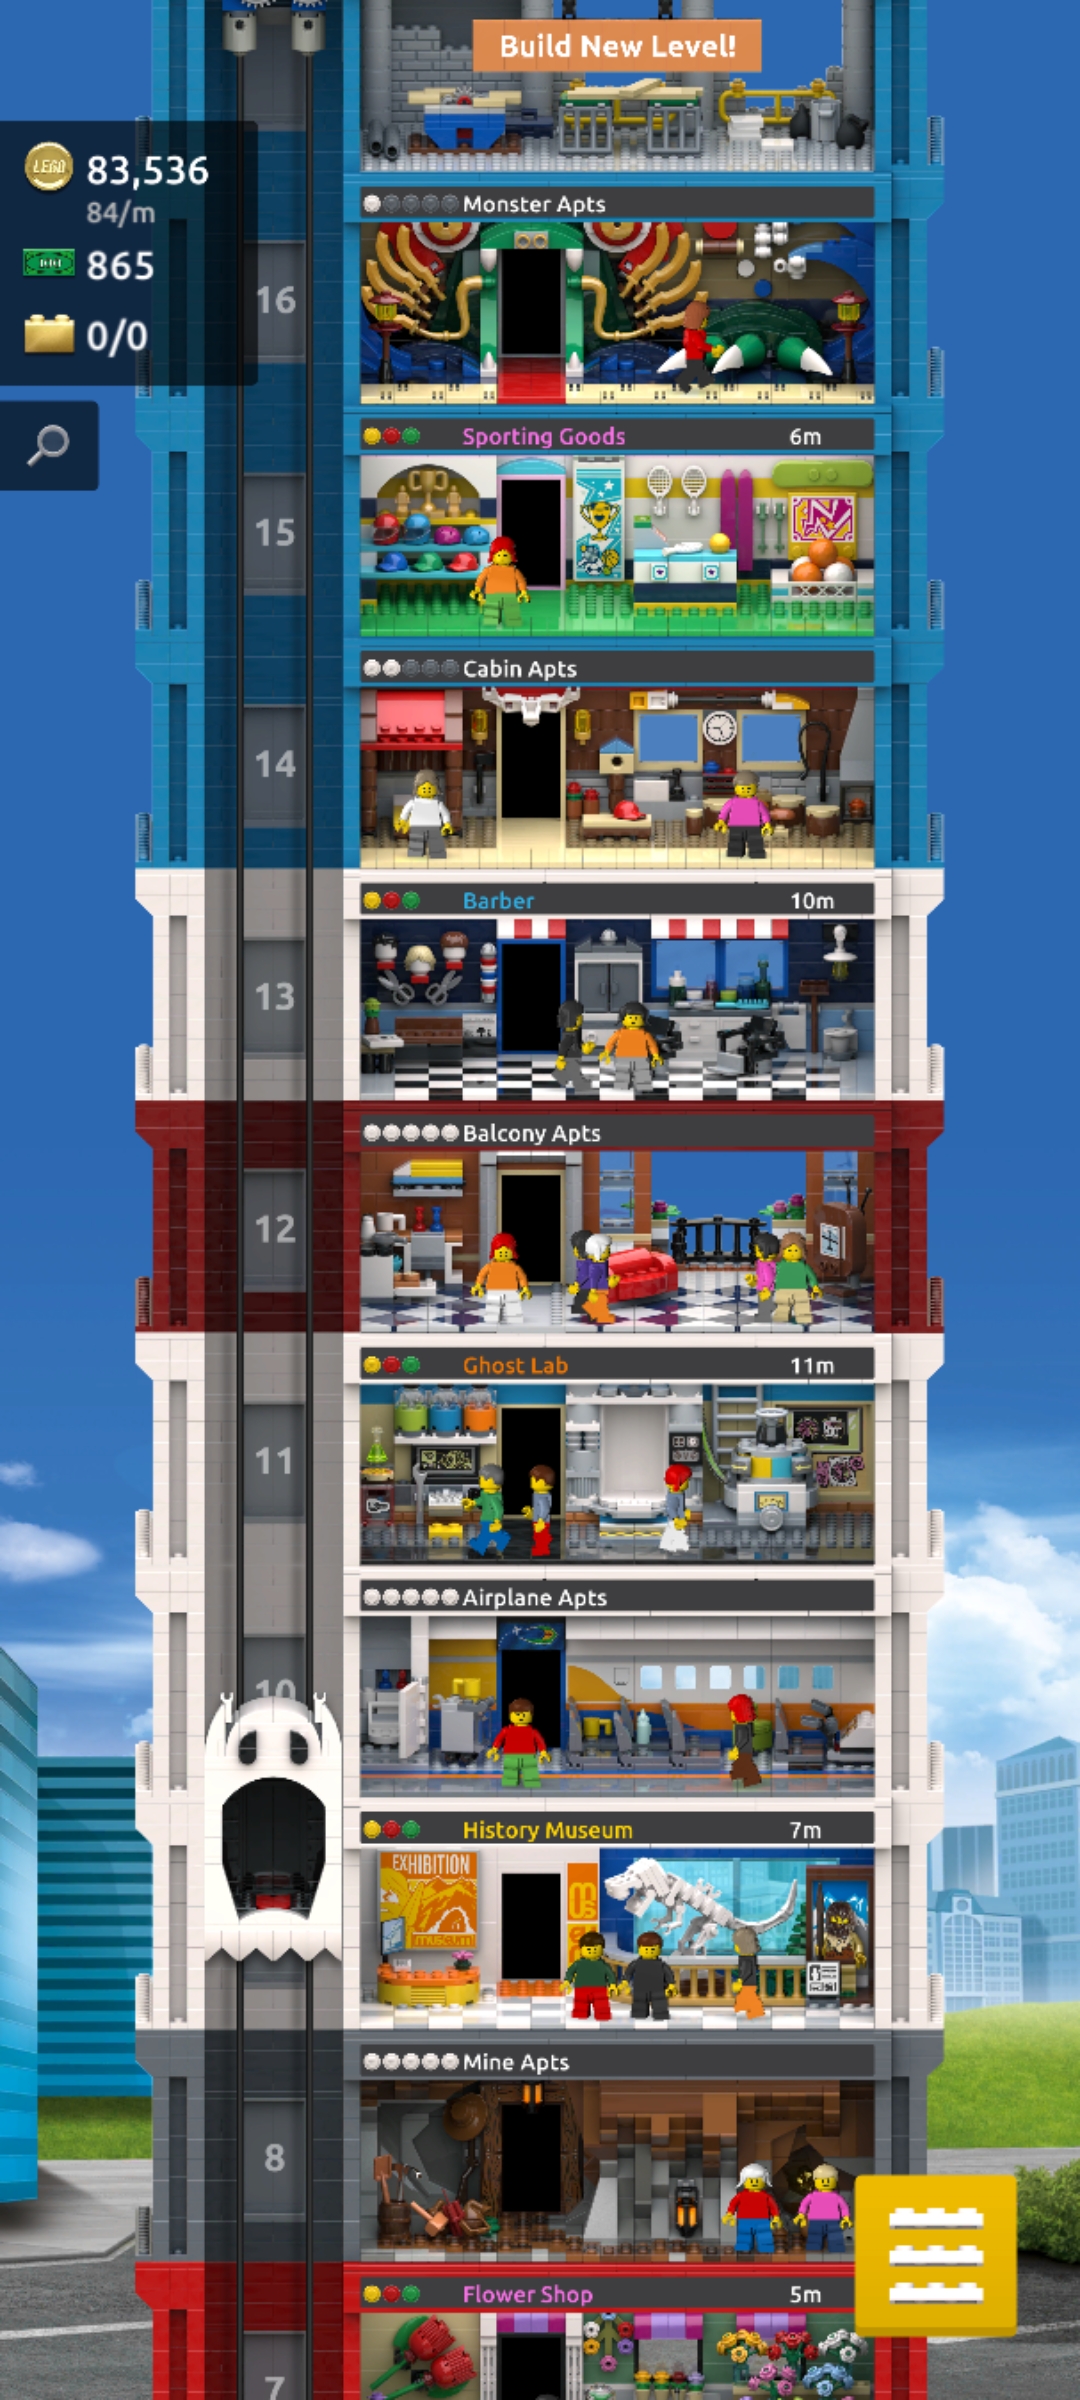 Build New Level!
LEGO
83,536
84/m
865
0/0
Monster Apts
16
Sporting Goods 6m
15
Cabin Apts
14
Barber 10m
13
Balcony Apts
12
Ghost Lab 11m
11
Airplane Apts
10
History Museum 7m
EXHIBITION
museum
Mine Apts
8
Flower Shop 5m
7